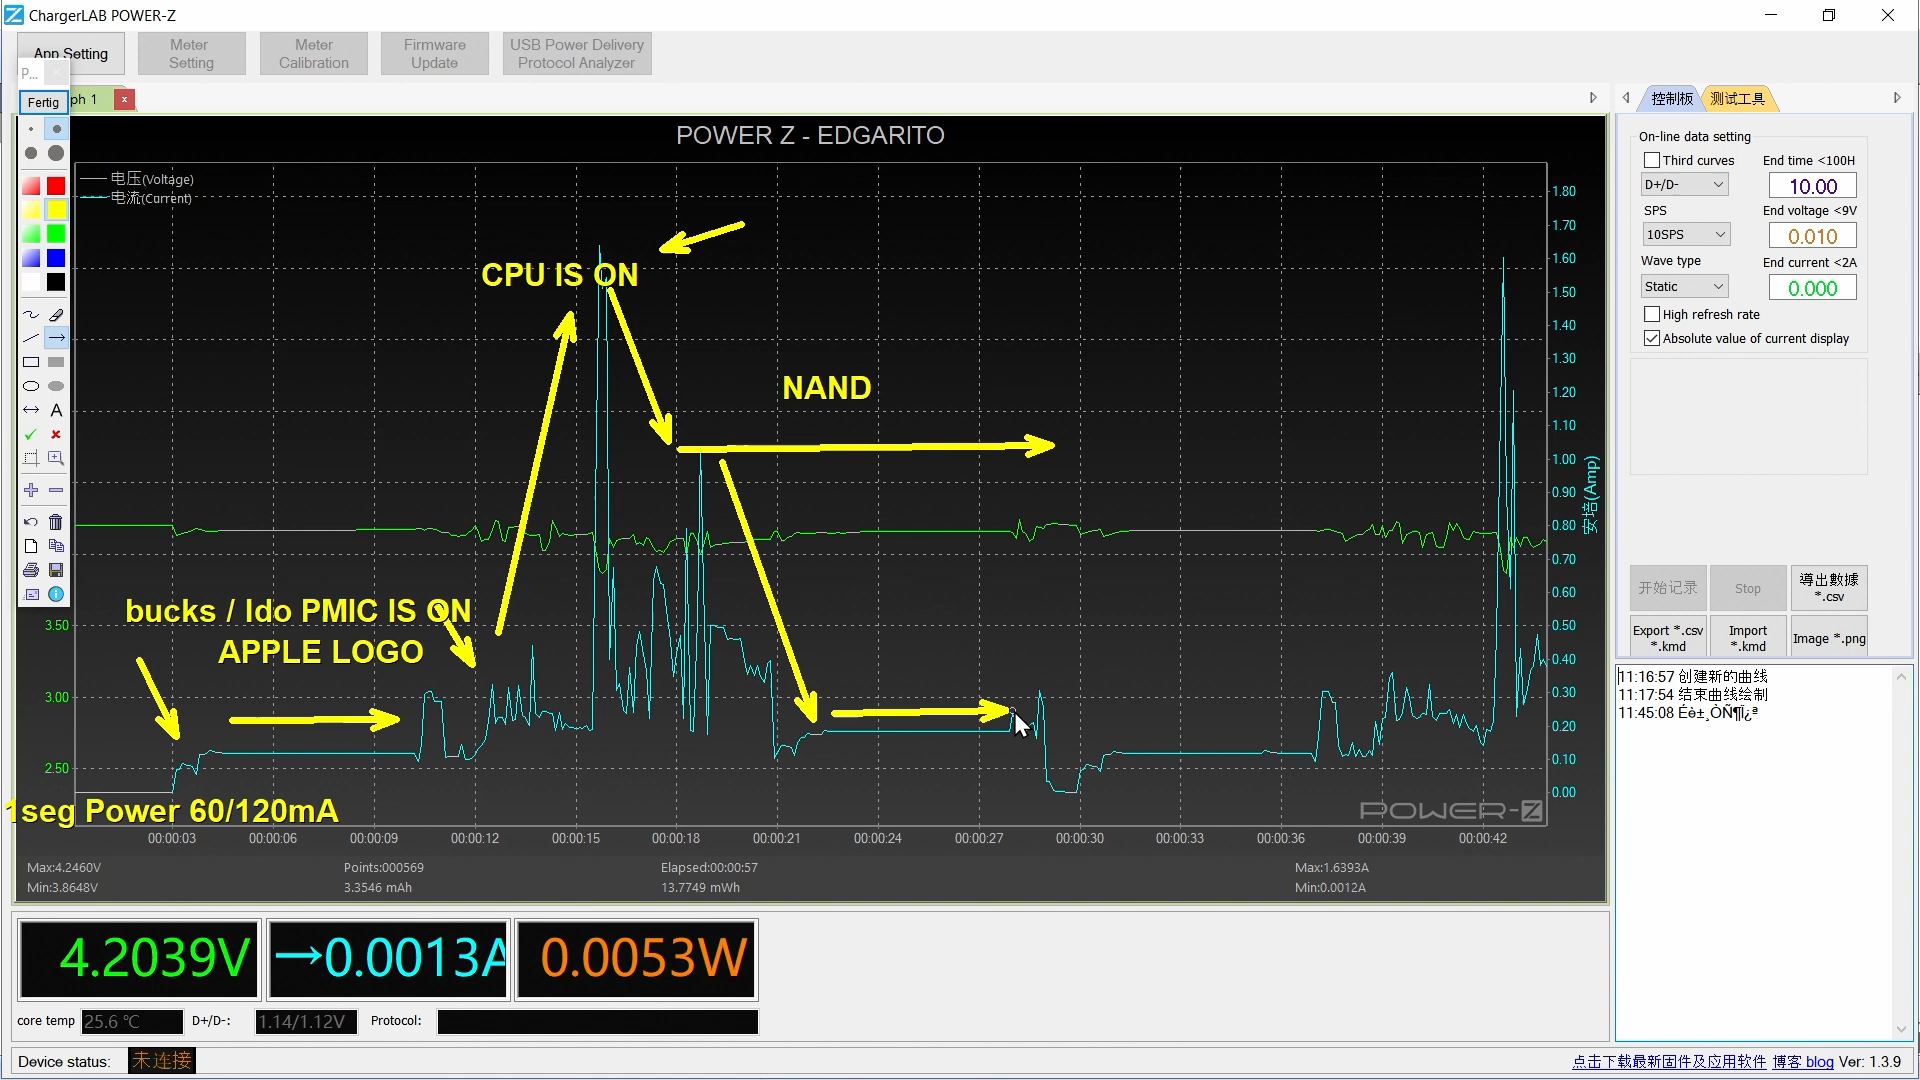 ChargerLAB POWER-Z
App Setting
Meter Setting
Meter Calibration
Firmware Update
USB Power Delivery Protocol Analyzer
P...
Fertig
ph 1
x
控制板
测试工具
POWER Z - EDGARITO
电压(Voltage)
电流(Current)
CPU IS ON
NAND
bucks / ldo PMIC IS ON
APPLE LOGO
1seg Power 60/120mA
3.50
3.00
2.50
1.80
1.70
1.60
1.50
1.40
1.30
1.20
1.10
1.00
0.90
0.80
0.70
0.60
0.50
0.40
0.30
0.20
0.10
0.00
安培(Amp)
POWER-Z
00:00:03 00:00:06 00:00:09 00:00:12 00:00:15 00:00:18 00:00:21 00:00:24 00:00:27 00:00:30 00:00:33 00:00:36 00:00:39 00:00:42
Max:4.2460V Points:000569 Elapsed:00:00:57 Max:1.6393A
Min:3.8648V 3.3546 mAh 13.7749 mWh Min:0.0012A
On-line data setting
Third curves End time <100H
D+/D- 10.00
SPS End voltage <9V
10SPS 0.010
Wave type End current <2A
Static 0.000
High refresh rate
Absolute value of current display
开始记录
Stop
導出數據 *.csv
Export *.csv *.kmd
Import *.kmd
Image *.png
11:16:57 创建新的曲线
11:17:54 结束曲线绘制
11:45:08 Éè±¸ÒÑ¶Ï¿ª
4.2039V →0.0013A 0.0053W
core temp 25.6 ℃ D+/D-: 1.14/1.12V Protocol:
Device status: 未连接
点击下载最新固件及应用软件 博客 blog Ver: 1.3.9